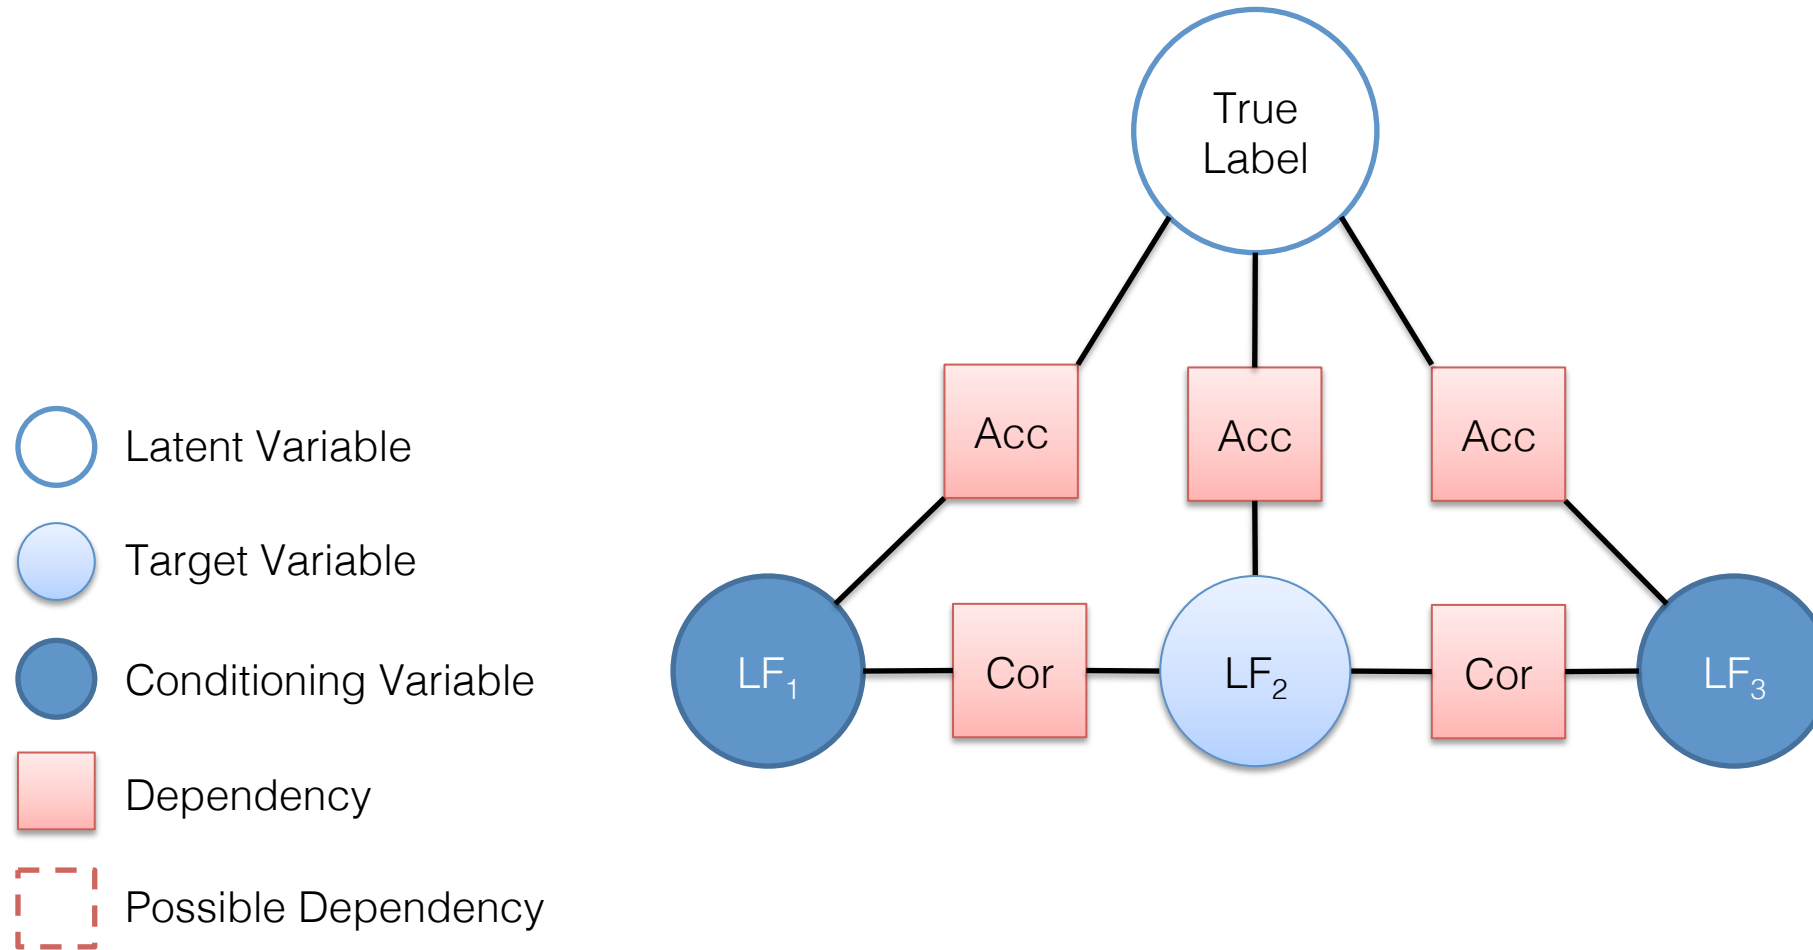 True
Label
Acc
Acc
Acc
LF₁
Cor
LF₂
Cor
LF₃
Latent Variable
Target Variable
Conditioning Variable
Dependency
Possible Dependency